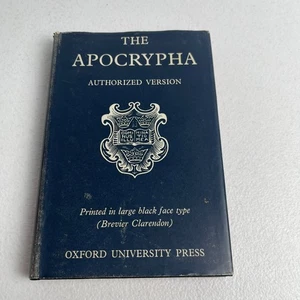 THE
APOCRYPHA
AUTHORIZED VERSION
Printed in large black face type
(Brevier Clarendon)
OXFORD UNIVERSITY PRESS